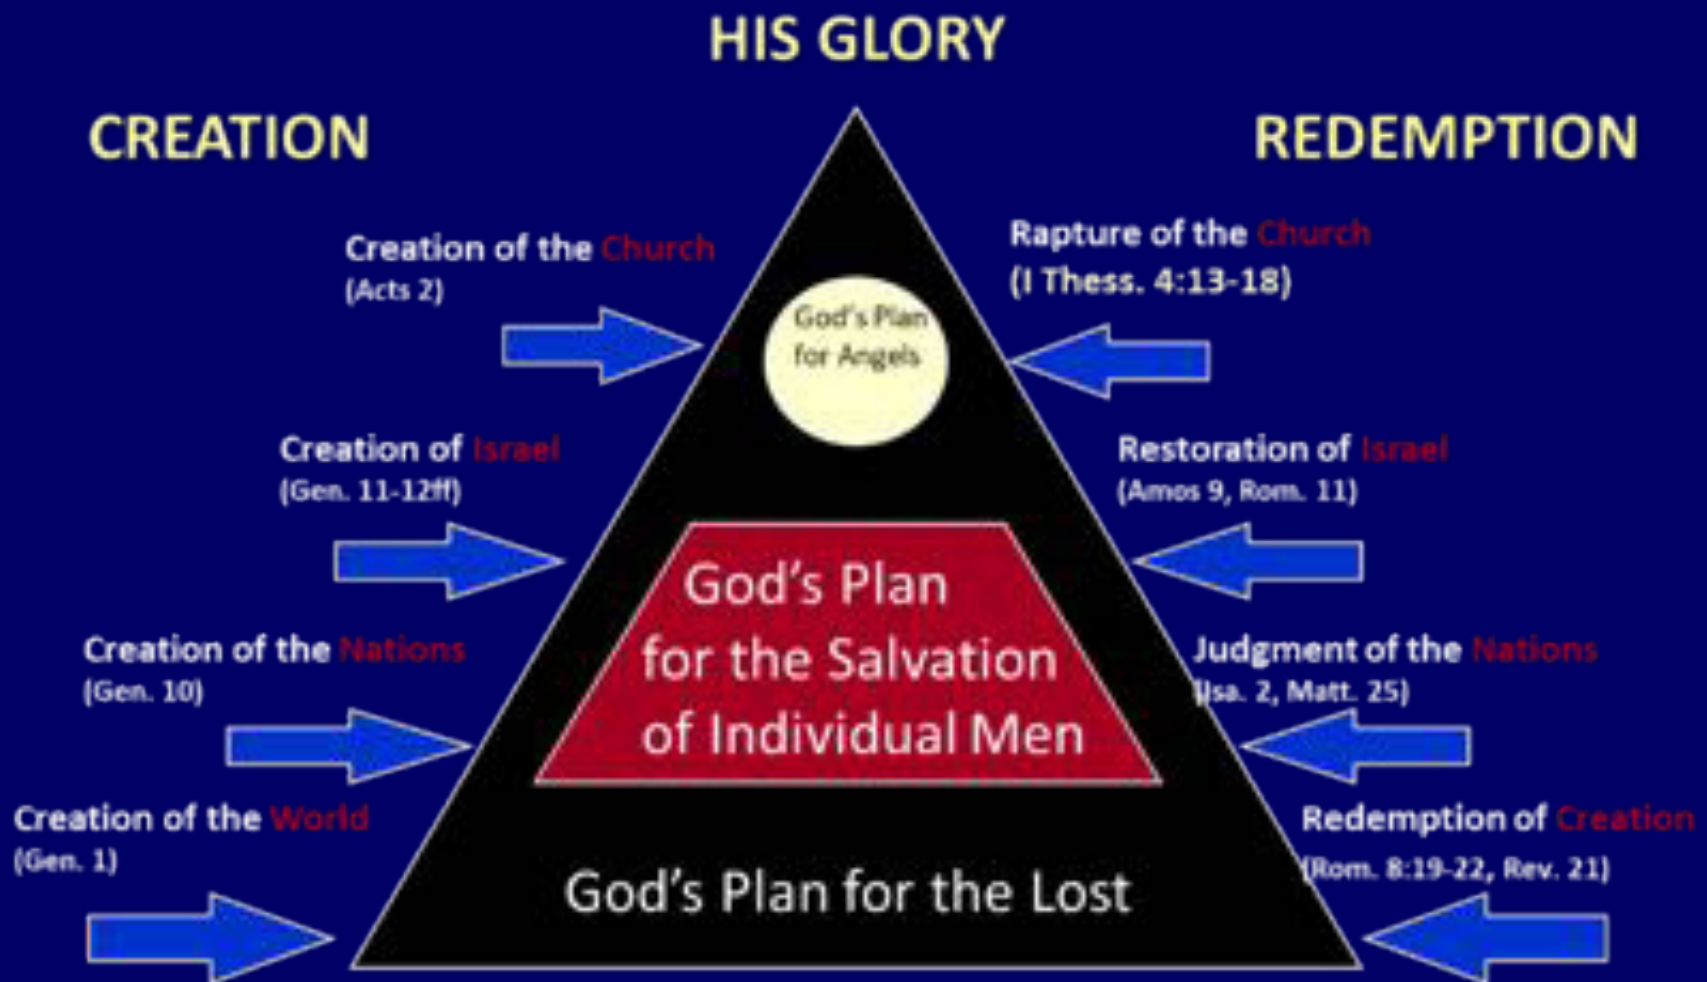 HIS GLORY
CREATION
REDEMPTION
Creation of the Church
(Acts 2)
Rapture of the Church
(I Thess. 4:13-18)
God's Plan
for Angels
Creation of Israel
(Gen. 11-12ff)
Restoration of Israel
(Amos 9, Rom. 11)
God's Plan
for the Salvation
of Individual Men
Creation of the Nations
(Gen. 10)
Judgment of the Nations
(Isa. 2, Matt. 25)
Creation of the World
(Gen. 1)
Redemption of Creation
(Rom. 8:19-22, Rev. 21)
God's Plan for the Lost